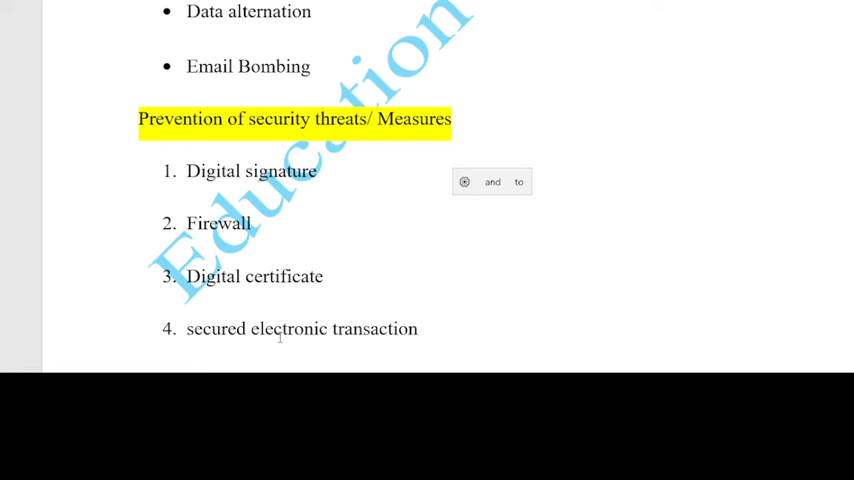 • Data alternation
• Email Bombing
Prevention of security threats/ Measures
1. Digital signature
and to
2. Firewall
3. Digital certificate
4. secured electronic transaction
Education